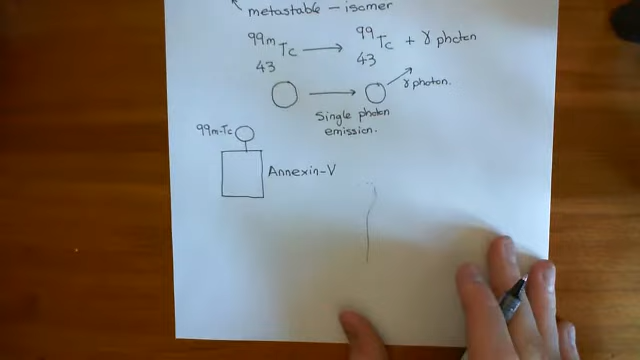 metastable - isomer
99m Tc 43 → 99 Tc 43 + γ photon
γ photon.
Single photon
emission.
99m-Tc
Annexin-V